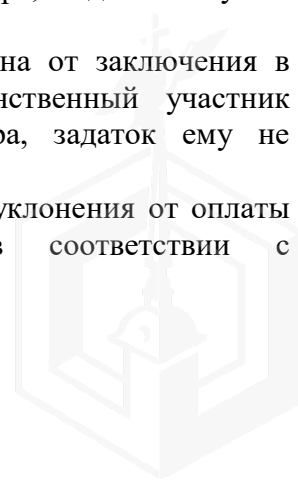 на от заключения в
нственный участник
ра, задаток ему не
уклонения от оплаты
в соответствии с